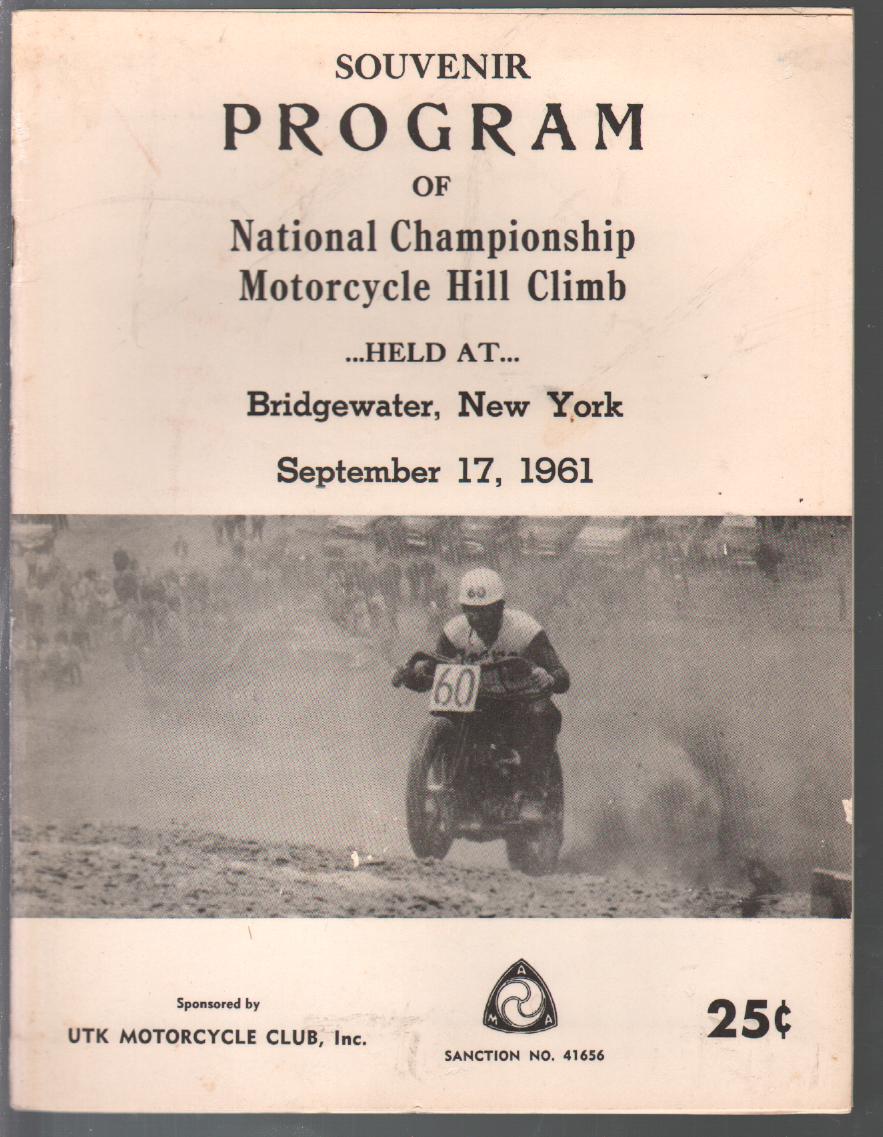 SOUVENIR
PROGRAM
OF
National Championship
Motorcycle Hill Climb
...HELD AT...
Bridgewater, New York
September 17, 1961
60
60
Sponsored by
UTK MOTORCYCLE CLUB, Inc.
A
M A
SANCTION NO. 41656
25¢